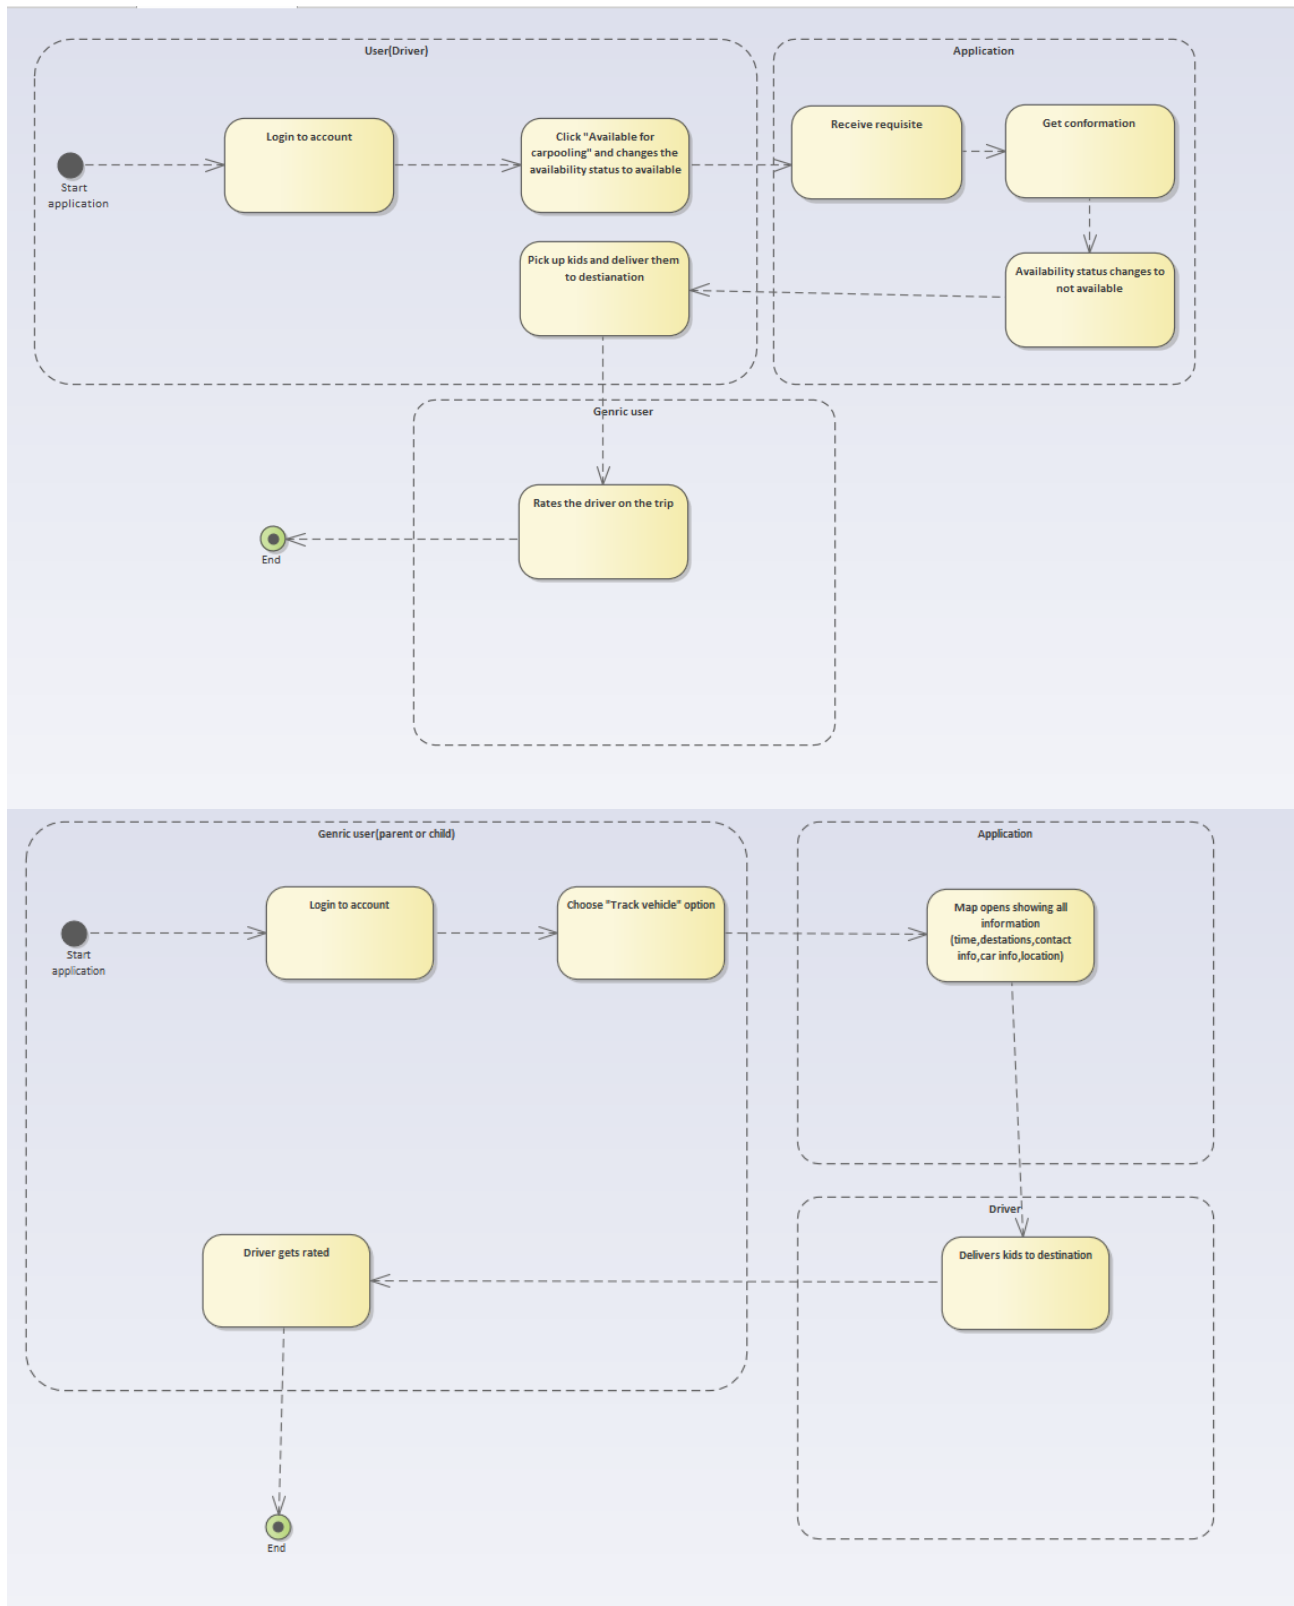 User(Driver)
Application
Login to account
Click "Available for
carpooling" and changes the
availability status to available
Receive requisite
Get conformation
Start
application
Pick up kids and deliver them
to destianation
Availability status changes to
not available
Genric user
Rates the driver on the trip
End
Genric user(parent or child)
Application
Login to account
Choose "Track vehicle" option
Map opens showing all
information
(time,destations,contact
info,car info,location)
Start
application
Driver
Driver gets rated
Delivers kids to destination
End